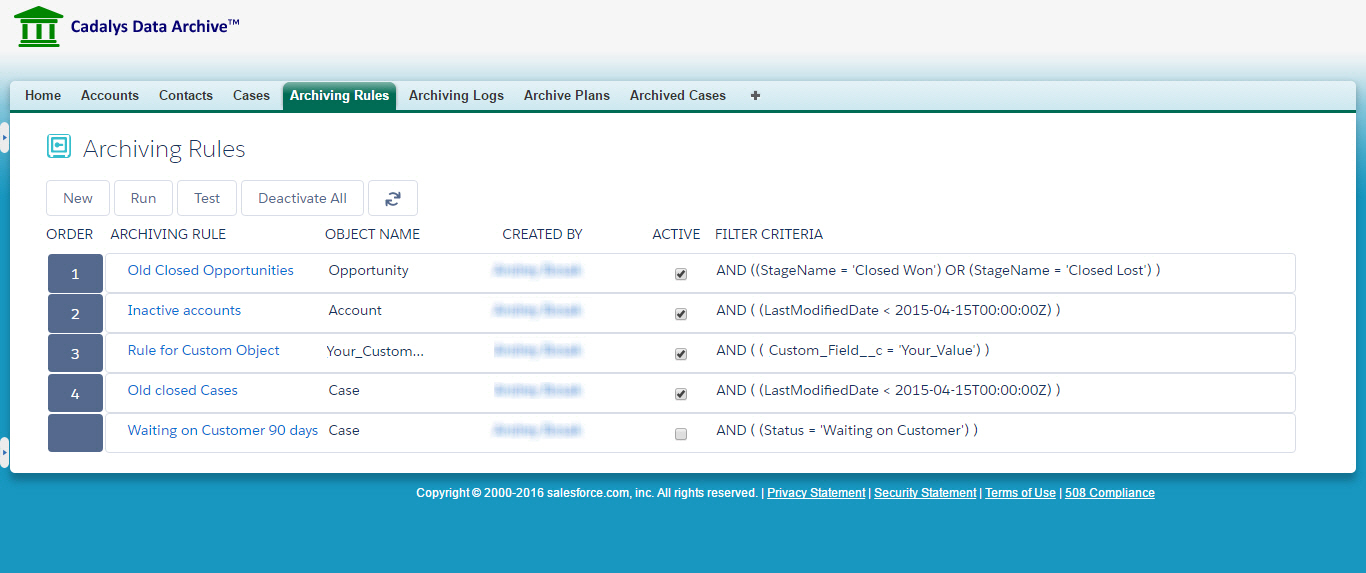 Cadalys Data Archive™
Home Accounts Contacts Cases Archiving Rules Archiving Logs Archive Plans Archived Cases +
Archiving Rules
New Run Test Deactivate All
ORDER ARCHIVING RULE OBJECT NAME CREATED BY ACTIVE FILTER CRITERIA
1 Old Closed Opportunities Opportunity AND ((StageName = 'Closed Won') OR (StageName = 'Closed Lost') )
2 Inactive accounts Account AND ( (LastModifiedDate < 2015-04-15T00:00:00Z) )
3 Rule for Custom Object Your_Custom... AND ( ( Custom_Field__c = 'Your_Value') )
4 Old closed Cases Case AND ( (LastModifiedDate < 2015-04-15T00:00:00Z) )
Waiting on Customer 90 days Case AND ( (Status = 'Waiting on Customer') )
Copyright © 2000-2016 salesforce.com, inc. All rights reserved. | Privacy Statement | Security Statement | Terms of Use | 508 Compliance